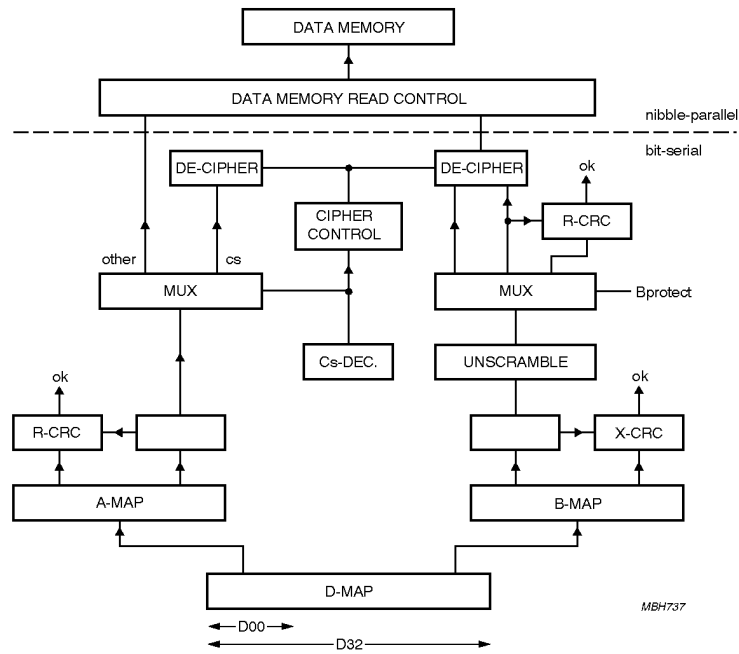 DATA MEMORY
DATA MEMORY READ CONTROL
nibble-parallel
bit-serial
DE-CIPHER
DE-CIPHER
ok
CIPHER
CONTROL
R-CRC
other
cs
MUX
MUX
Bprotect
Cs-DEC.
UNSCRAMBLE
ok
ok
R-CRC
X-CRC
A-MAP
B-MAP
D-MAP
MBH737
D00
D32